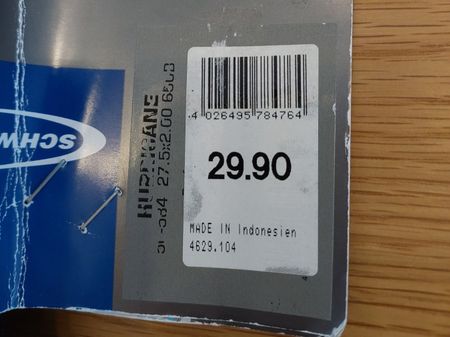 4 026495 784764
29.90
MADE IN Indonesien
4629.104
HURRICANE
27.5x2.00
SCHW